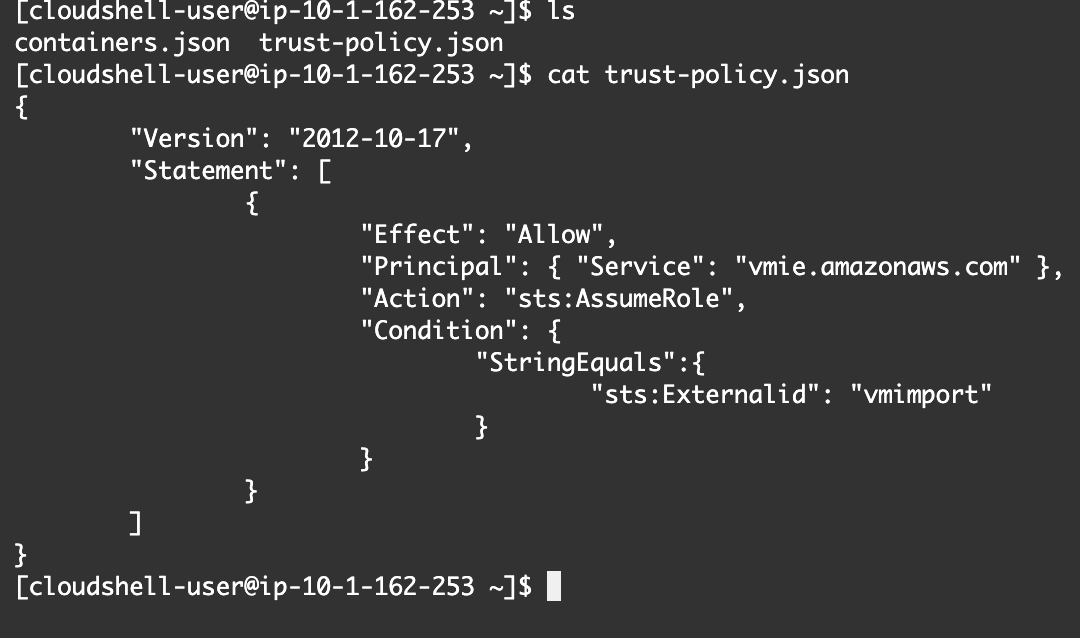 [cloudshell-user@ip-10-1-162-253 ~]$ ls
containers.json  trust-policy.json
[cloudshell-user@ip-10-1-162-253 ~]$ cat trust-policy.json
{
        "Version": "2012-10-17",
        "Statement": [
                {
                        "Effect": "Allow",
                        "Principal": { "Service": "vmie.amazonaws.com" },
                        "Action": "sts:AssumeRole",
                        "Condition": {
                                "StringEquals":{
                                        "sts:Externalid": "vmimport"
                                }
                        }
                }
        ]
}
[cloudshell-user@ip-10-1-162-253 ~]$